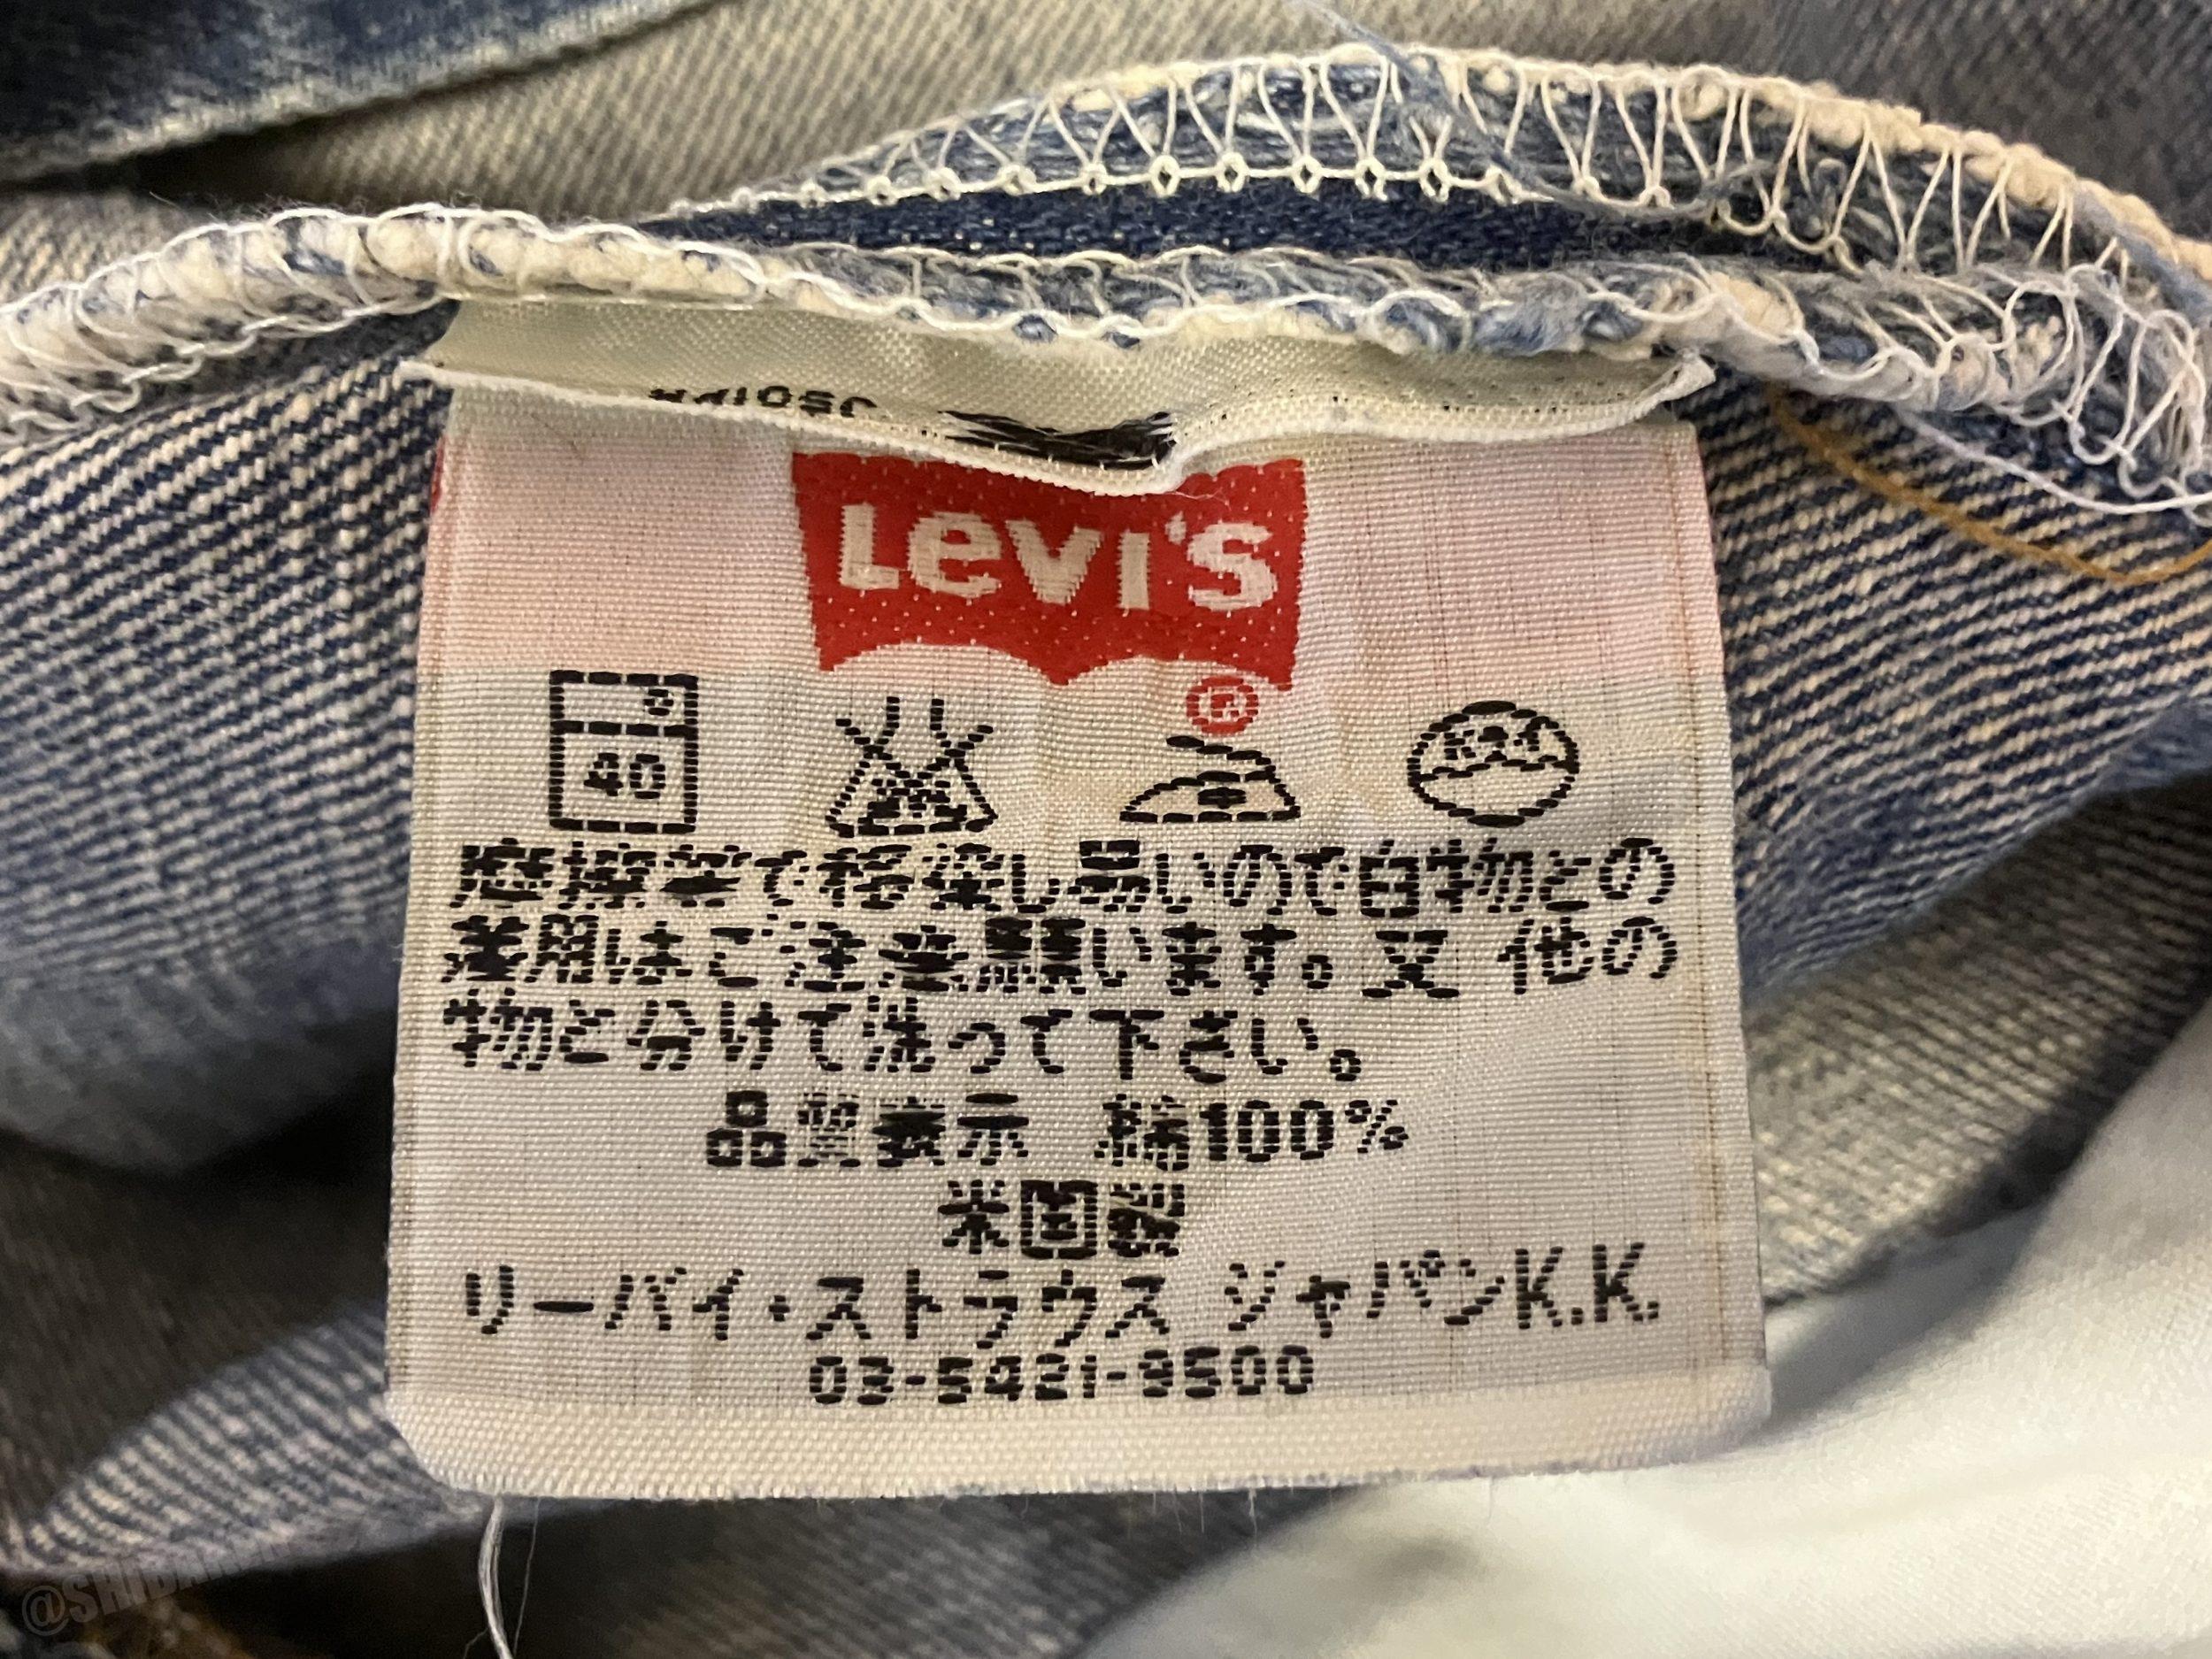 Levi's
®
40
中
摩擦等で移染し易いので白物との
着用はご注意願います。又 他の
物と分けて洗って下さい。
品質表示 綿100%
米国製
リーバイ・ストラウス ジャパンK.K.
03-5421-9500